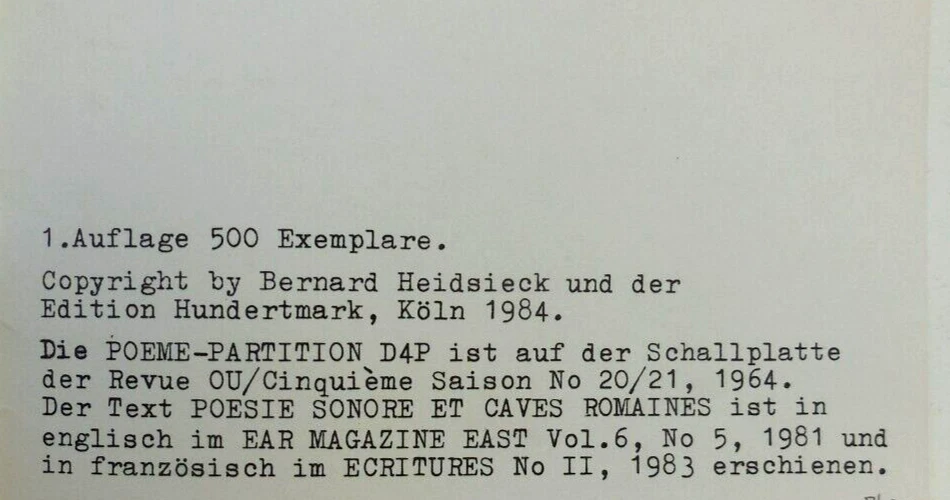 1.Auflage 500 Exemplare.
Copyright by Bernard Heidsieck und der
Edition Hundertmark, Köln 1984.
Die POEME-PARTITION D4P ist auf der Schallplatte
der Revue OU/Cinquième Saison No 20/21, 1964.
Der Text POESIE SONORE ET CAVES ROMAINES ist in
englisch im EAR MAGAZINE EAST Vol.6, No 5, 1981 und
in französisch im ECRITURES No II, 1983 erschienen.